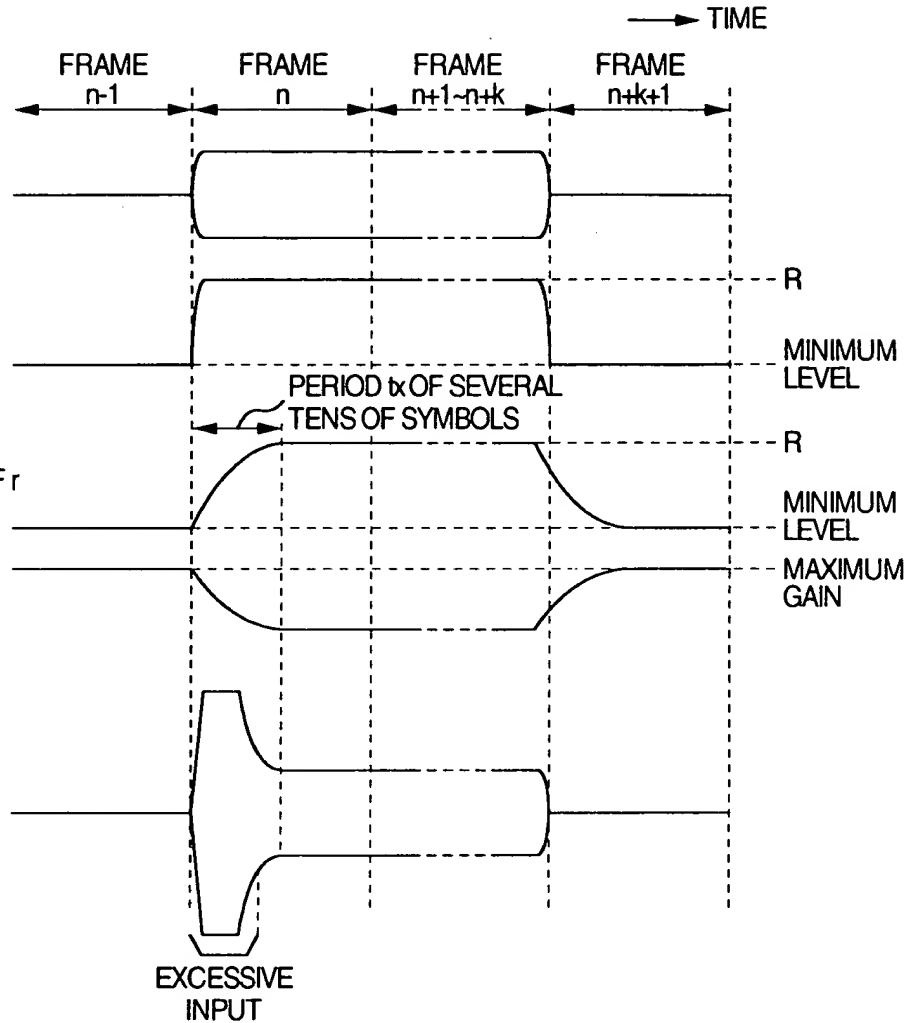 TIME
FRAME
n-1
FRAME
n
FRAME
n+1~n+k
FRAME
n+k+1
R
MINIMUM
LEVEL
PERIOD tx OF SEVERAL
TENS OF SYMBOLS
R
Fr
MINIMUM
LEVEL
MAXIMUM
GAIN
EXCESSIVE
INPUT